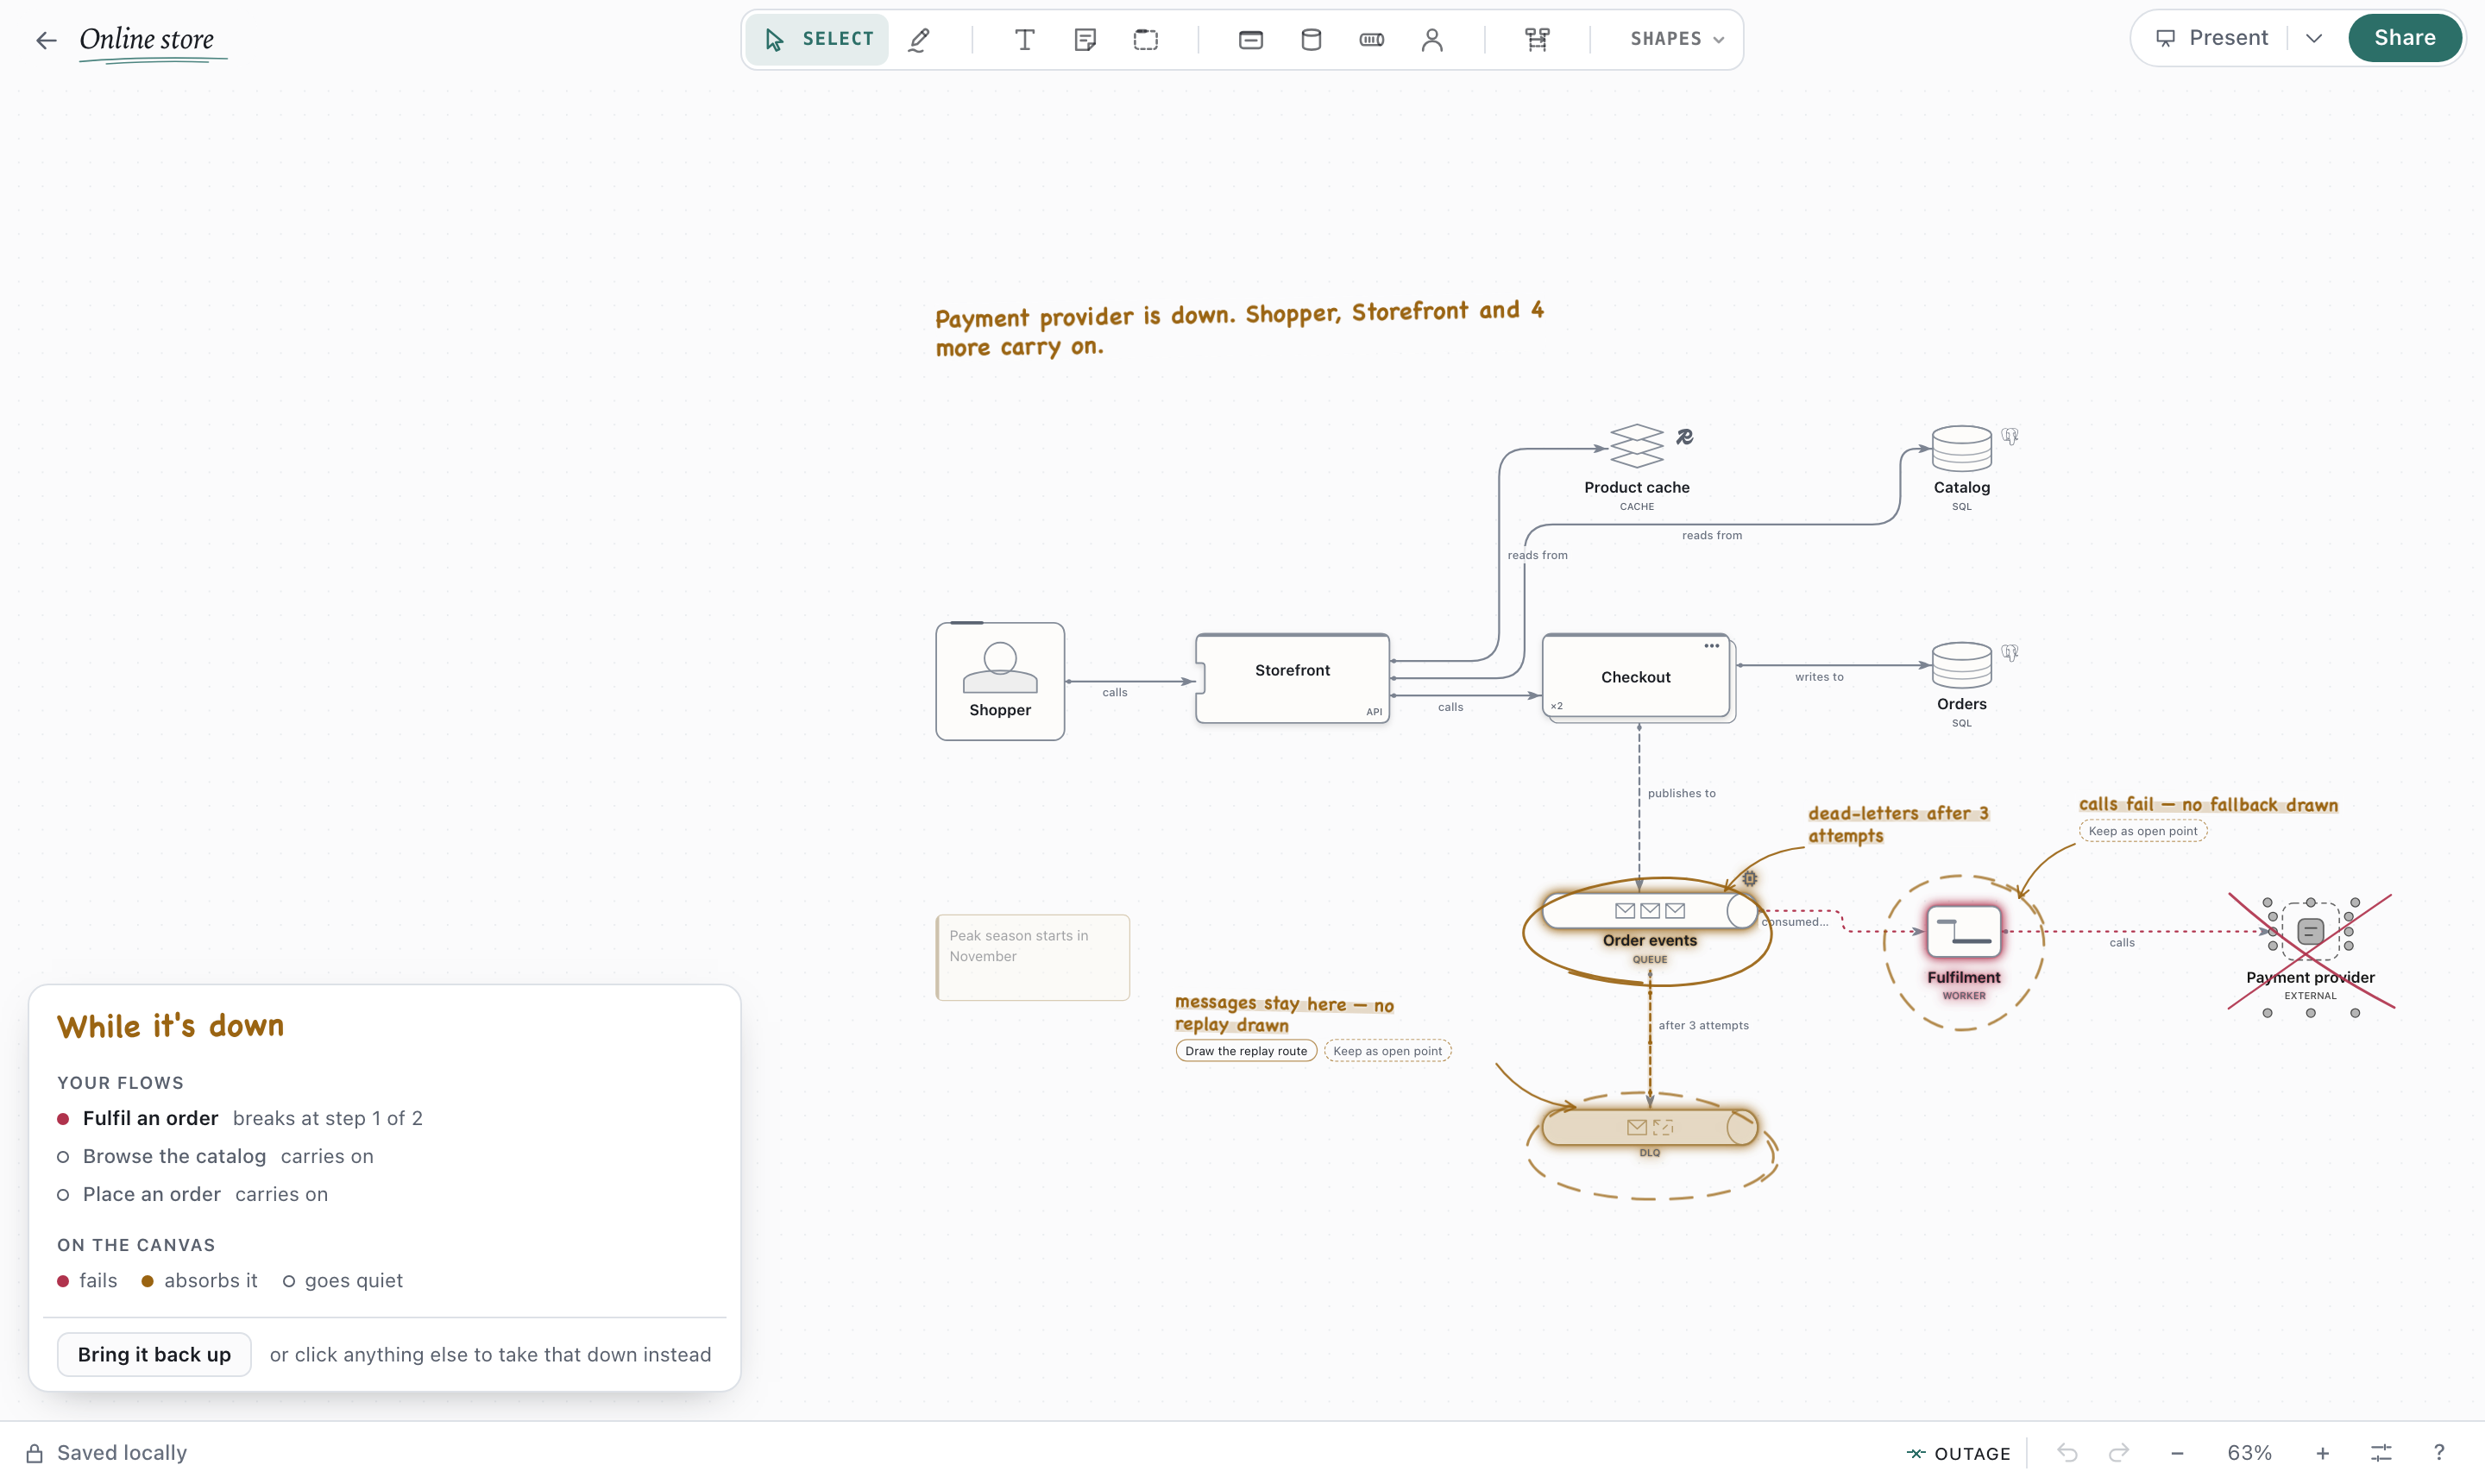 Online store
SELECT
SHAPES
Present
Share
Payment provider is down. Shopper, Storefront and 4
more carry on.
Product cache
CACHE
Catalog
SQL
reads from
reads from
Shopper
calls
Storefront
API
calls
Checkout
×2
writes to
Orders
SQL
publishes to
dead-letters after 3
attempts
calls fail — no fallback drawn
Keep as open point
Peak season starts in
November
Order events
QUEUE
consumed...
Fulfilment
WORKER
calls
Payment provider
EXTERNAL
messages stay here — no
replay drawn
Draw the replay route
Keep as open point
after 3 attempts
DLQ
While it's down
YOUR FLOWS
Fulfil an order breaks at step 1 of 2
Browse the catalog carries on
Place an order carries on
ON THE CANVAS
fails absorbs it goes quiet
Bring it back up or click anything else to take that down instead
Saved locally
OUTAGE
− 63% + ?